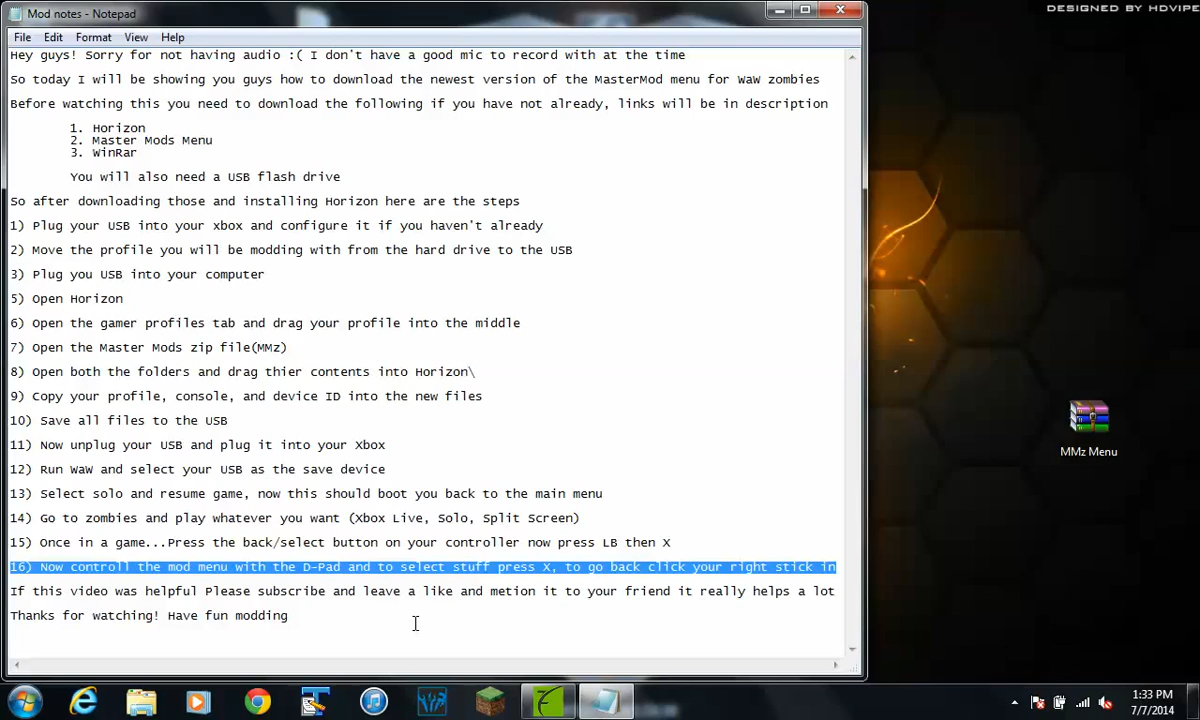 Mod notes - Notepad
DESIGNED BY HDVIPE
File Edit Format View Help
Hey guys! Sorry for not having audio :( I don't have a good mic to record with at the time
So today I will be showing you guys how to download the newest version of the MasterMod menu for WaW zombies
Before watching this you need to download the following if you have not already, links will be in description
1. Horizon
2. Master Mods Menu
3. WinRar
You will also need a USB flash drive
So after downloading those and installing Horizon here are the steps
1) Plug your USB into your xbox and configure it if you haven't already
2) Move the profile you will be modding with from the hard drive to the USB
3) Plug you USB into your computer
5) Open Horizon
6) Open the gamer profiles tab and drag your profile into the middle
7) Open the Master Mods zip file(MMz)
8) Open both the folders and drag thier contents into Horizon\
9) Copy your profile, console, and device ID into the new files
10) Save all files to the USB
11) Now unplug your USB and plug it into your Xbox
12) Run WaW and select your USB as the save device
13) Select solo and resume game, now this should boot you back to the main menu
14) Go to zombies and play whatever you want (Xbox Live, Solo, Split Screen)
15) Once in a game...Press the back/select button on your controller now press LB then X
16) Now controll the mod menu with the D-Pad and to select stuff press X, to go back click your right stick in
If this video was helpful Please subscribe and leave a like and metion it to your friend it really helps a lot
Thanks for watching! Have fun modding
MMz Menu
1:33 PM
7/7/2014